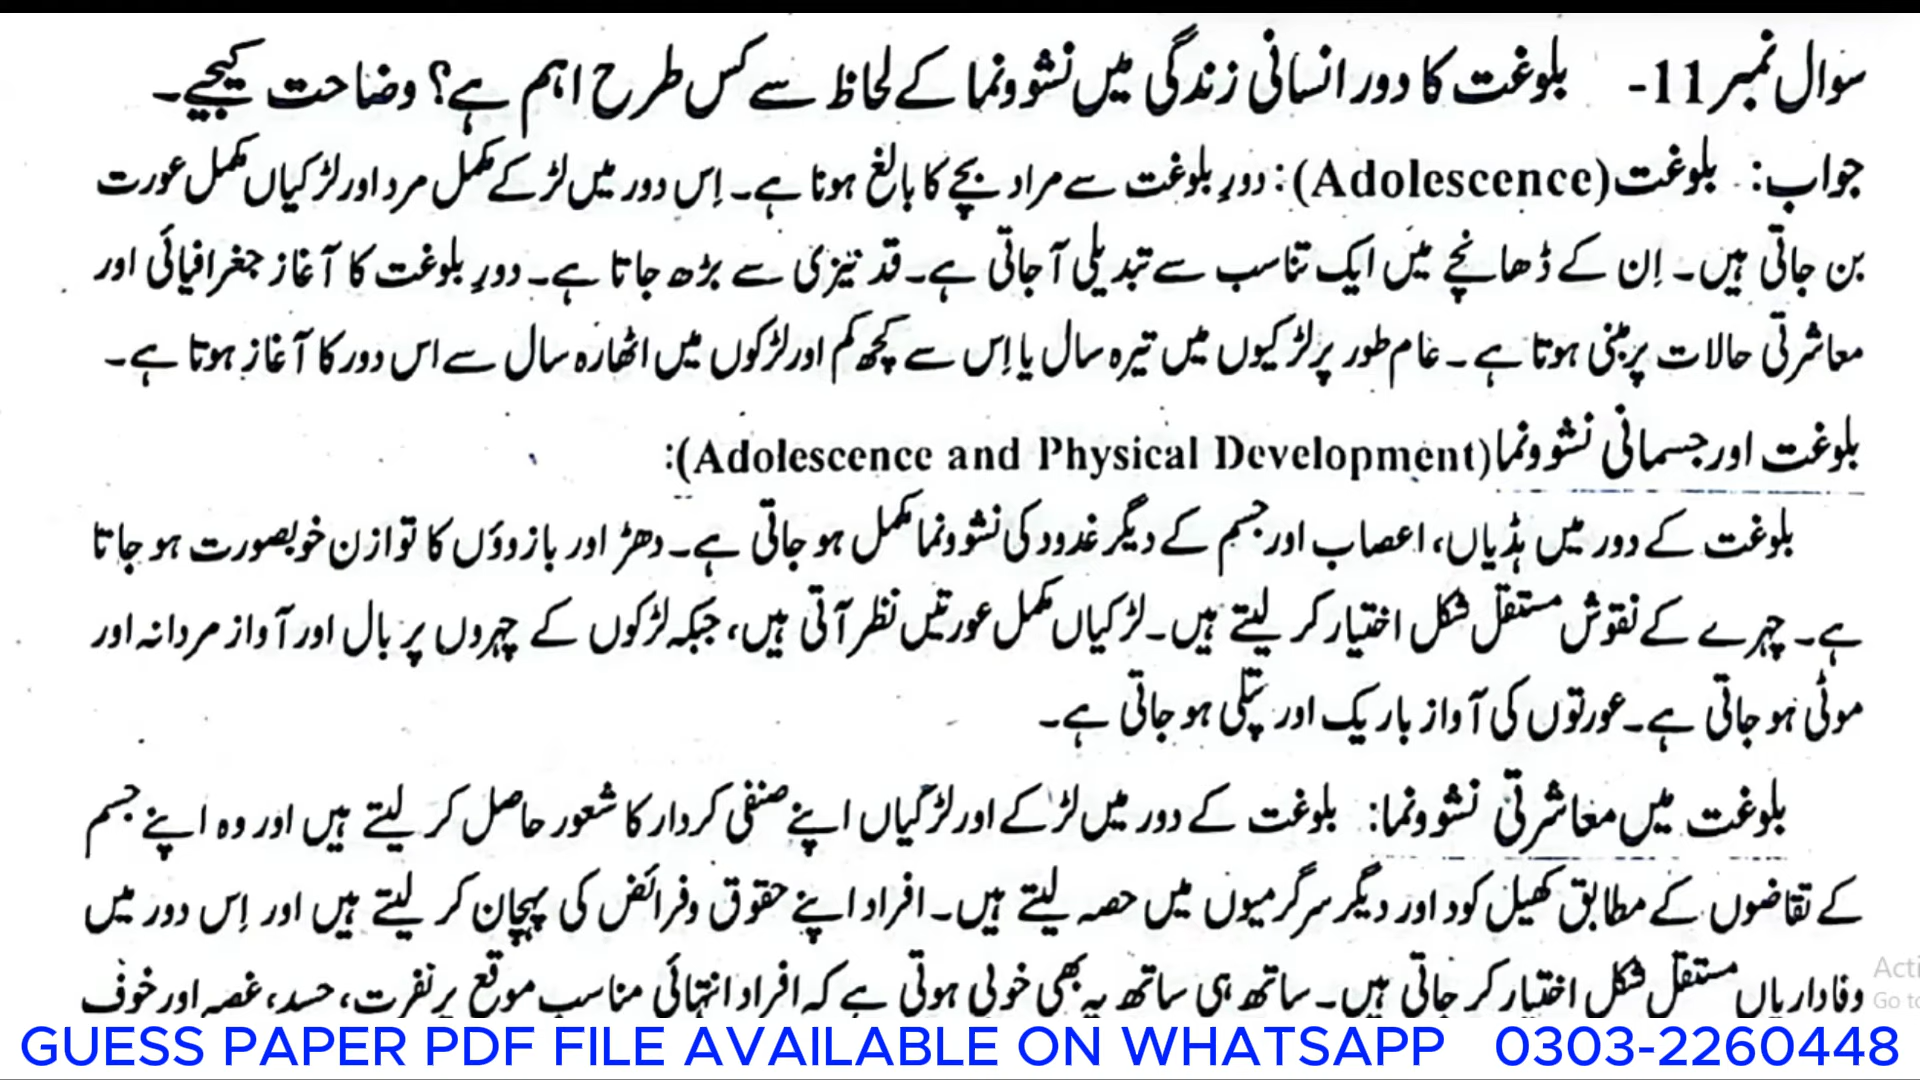 سوال نمبر 11- بلوغت کا دور انسانی زندگی میں نشوونما کے لحاظ سے کس طرح اہم ہے؟ وضاحت کیجیے۔
جواب: بلوغت (Adolescence): دورِ بلوغت سے مراد بچے کا بالغ ہونا ہے۔ اِس دور میں لڑکے مکمل مرد اور لڑکیاں مکمل عورت
بن جاتی ہیں۔ اِن کے ڈھانچے میں ایک تناسب سے تبدیلی آ جاتی ہے۔ قد تیزی سے بڑھ جاتا ہے۔ دورِ بلوغت کا آغاز جغرافیائی اور
معاشرتی حالات پر مبنی ہوتا ہے۔ عام طور پر لڑکیوں میں تیرہ سال یا اِس سے کچھ کم اور لڑکوں میں اٹھارہ سال سے اس دور کا آغاز ہوتا ہے۔
بلوغت اور جسمانی نشوونما (Adolescence and Physical Development):
بلوغت کے دور میں ہڈیاں، اعصاب اور جسم کے دیگر غدود کی نشوونما مکمل ہو جاتی ہے۔ دھڑ اور بازوؤں کا توازن خوبصورت ہو جاتا
ہے۔ چہرے کے نقوش مستقل شکل اختیار کر لیتے ہیں۔ لڑکیاں مکمل عورتیں نظر آتی ہیں، جبکہ لڑکوں کے چہروں پر بال اور آواز مردانہ اور
موٹی ہو جاتی ہے۔ عورتوں کی آواز باریک اور پتلی ہو جاتی ہے۔
بلوغت میں معاشرتی نشوونما: بلوغت کے دور میں لڑکے اور لڑکیاں اپنے صنفی کردار کا شعور حاصل کر لیتے ہیں اور وہ اپنے جسم
کے تقاضوں کے مطابق کھیل کود اور دیگر سرگرمیوں میں حصہ لیتے ہیں۔ افراد اپنے حقوق وفرائض کی پہچان کر لیتے ہیں اور اِس دور میں
وفاداریاں مستقل شکل اختیار کر جاتی ہیں۔ ساتھ ہی ساتھ یہ بھی خوبی ہوتی ہے کہ افراد انتہائی مناسب موقع پر نفرت، حسد، غصہ اور خوف
GUESS PAPER PDF FILE AVAILABLE ON WHATSAPP 0303-2260448